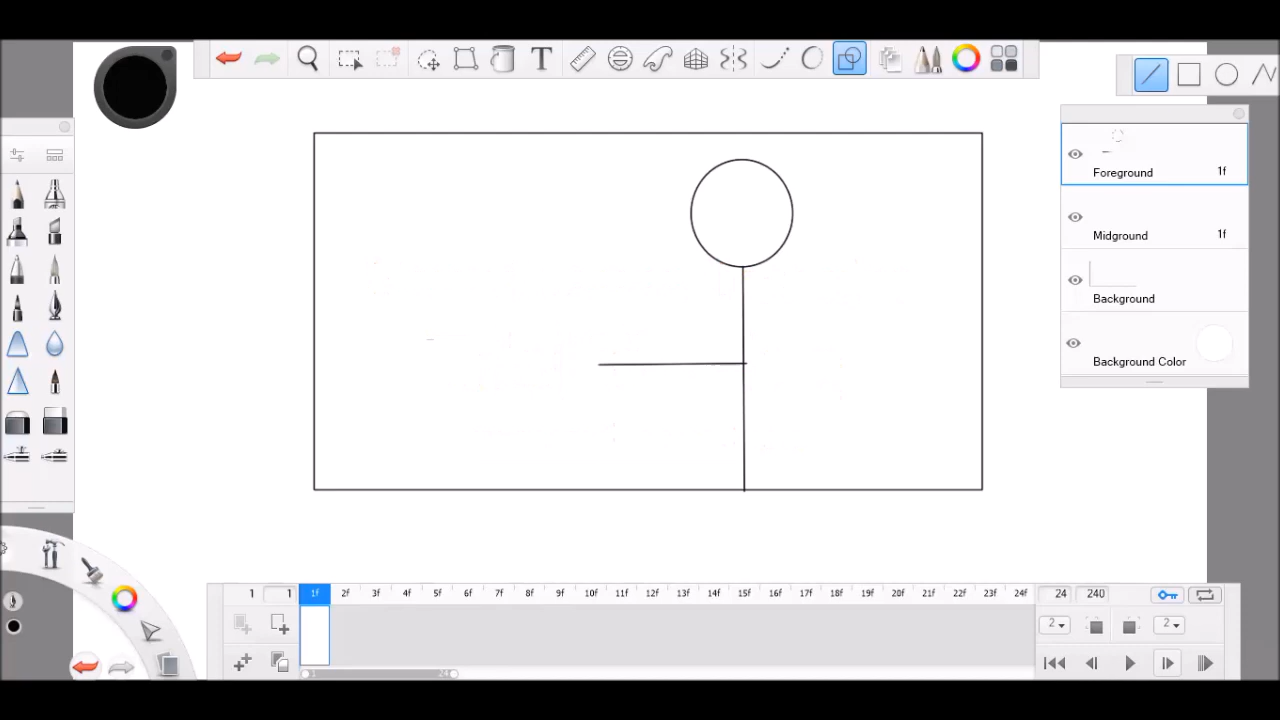 T
Foreground 1f
Midground 1f
Background
Background Color
1 1 1f 2f 3f 4f 5f 6f 7f 8f 9f 10f 11f 12f 13f 14f 15f 16f 17f 18f 19f 20f 21f 22f 23f 24f 24 240
2 2